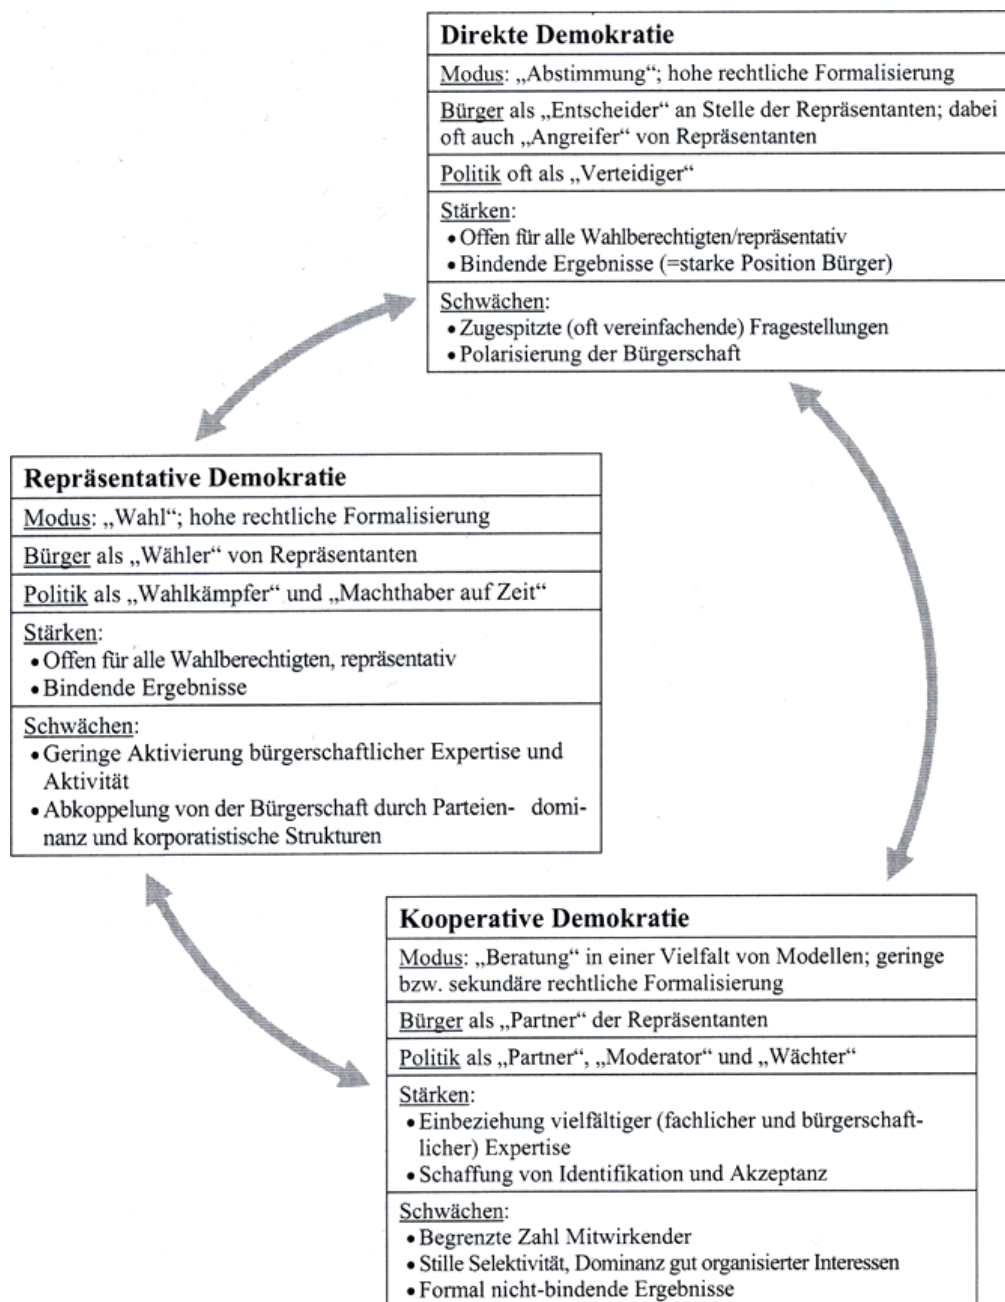 Direkte Demokratie
Modus: „Abstimmung“; hohe rechtliche Formalisierung
Bürger als „Entscheider“ an Stelle der Repräsentanten; dabei
oft auch „Angreifer“ von Repräsentanten
Politik oft als „Verteidiger“
Stärken:
• Offen für alle Wahlberechtigten/repräsentativ
• Bindende Ergebnisse (=starke Position Bürger)
Schwächen:
• Zugespitzte (oft vereinfachende) Fragestellungen
• Polarisierung der Bürgerschaft
Repräsentative Demokratie
Modus: „Wahl“; hohe rechtliche Formalisierung
Bürger als „Wähler“ von Repräsentanten
Politik als „Wahlkämpfer“ und „Machthaber auf Zeit“
Stärken:
• Offen für alle Wahlberechtigten, repräsentativ
• Bindende Ergebnisse
Schwächen:
• Geringe Aktivierung bürgerschaftlicher Expertise und
Aktivität
• Abkoppelung von der Bürgerschaft durch Parteien- domi-
nanz und korporatistische Strukturen
Kooperative Demokratie
Modus: „Beratung“ in einer Vielfalt von Modellen; geringe
bzw. sekundäre rechtliche Formalisierung
Bürger als „Partner“ der Repräsentanten
Politik als „Partner“, „Moderator“ und „Wächter“
Stärken:
• Einbeziehung vielfältiger (fachlicher und bürgerschaft-
licher) Expertise
• Schaffung von Identifikation und Akzeptanz
Schwächen:
• Begrenzte Zahl Mitwirkender
• Stille Selektivität, Dominanz gut organisierter Interessen
• Formal nicht-bindende Ergebnisse